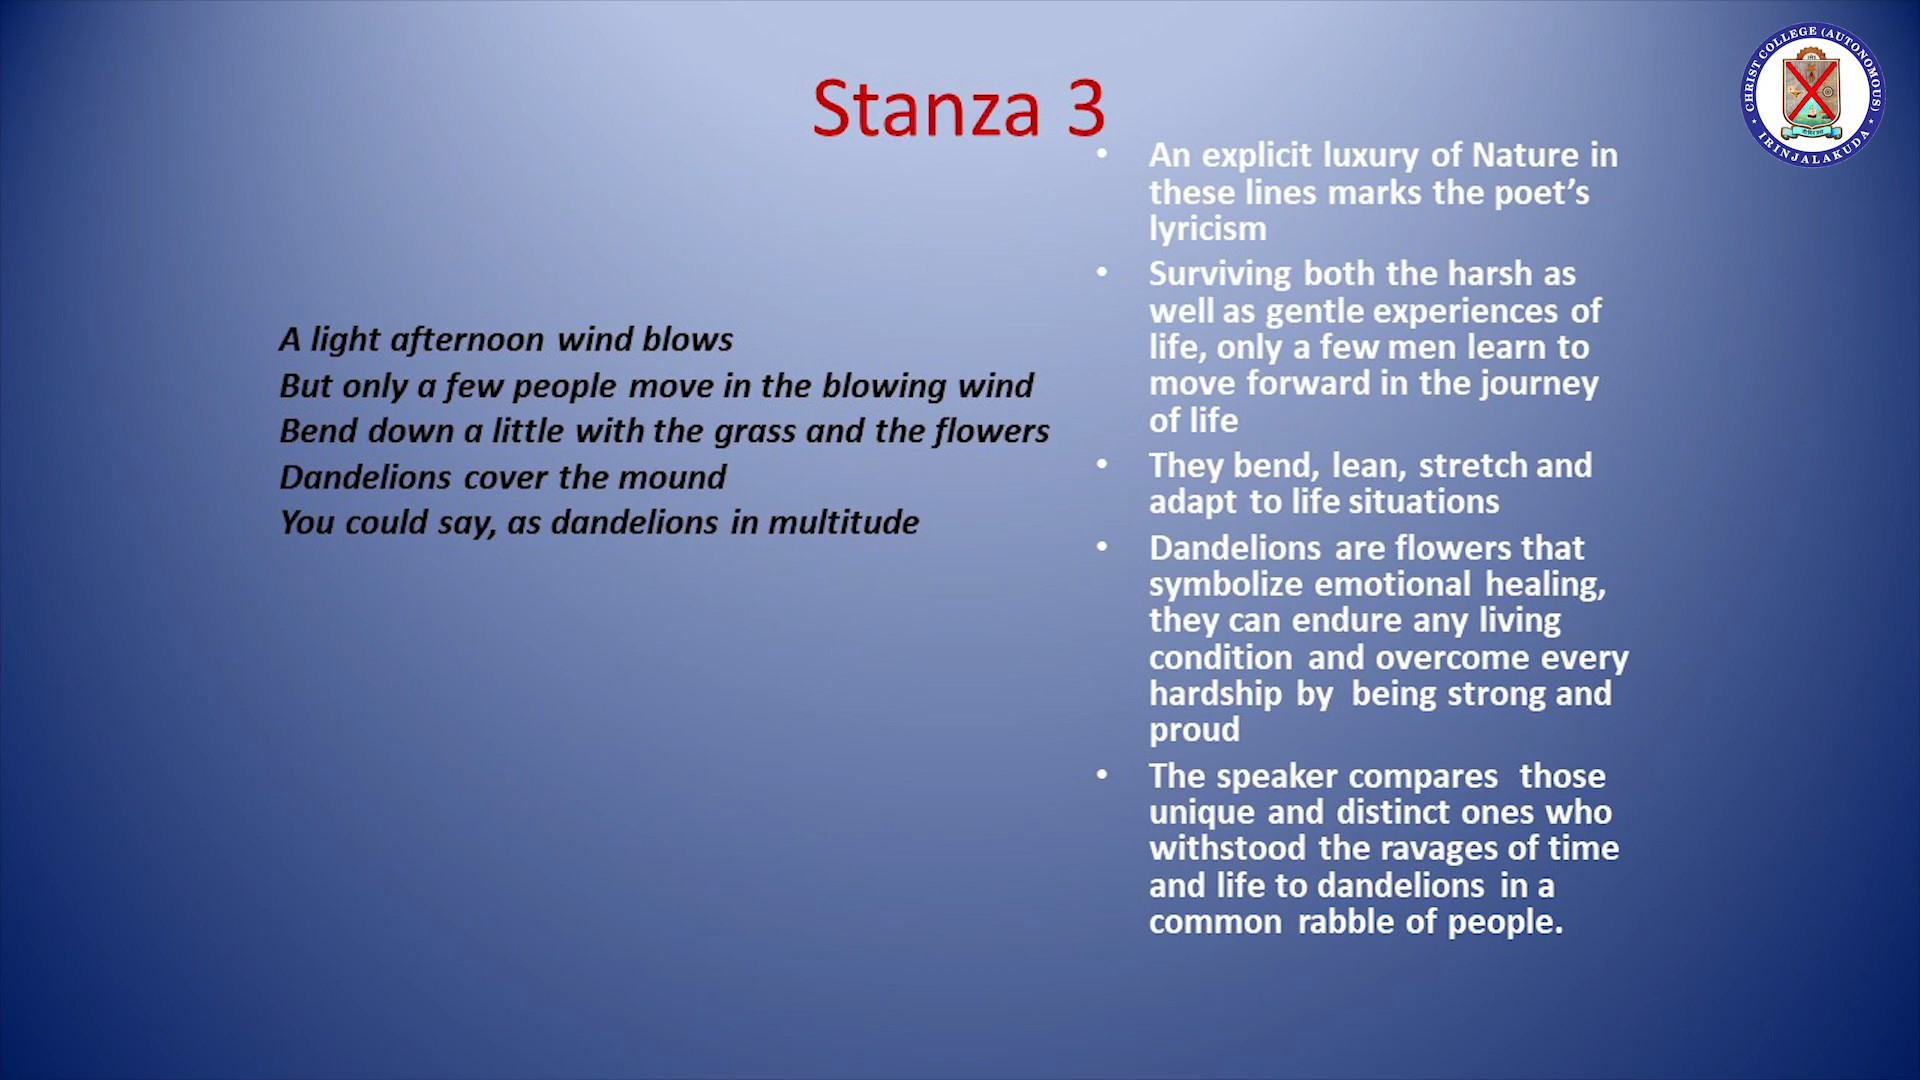 Stanza 3
CHRIST COLLEGE (AUTONOMOUS)
IRINJALAKUDA
A light afternoon wind blows
But only a few people move in the blowing wind
Bend down a little with the grass and the flowers
Dandelions cover the mound
You could say, as dandelions in multitude
• An explicit luxury of Nature in
these lines marks the poet’s
lyricism
• Surviving both the harsh as
well as gentle experiences of
life, only a few men learn to
move forward in the journey
of life
• They bend, lean, stretch and
adapt to life situations
• Dandelions are flowers that
symbolize emotional healing,
they can endure any living
condition and overcome every
hardship by being strong and
proud
• The speaker compares those
unique and distinct ones who
withstood the ravages of time
and life to dandelions in a
common rabble of people.